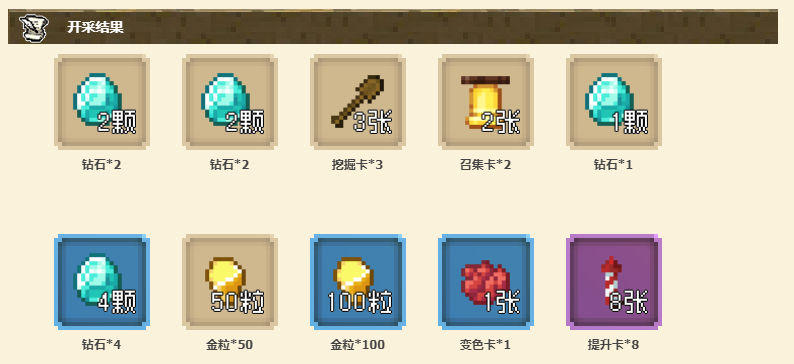 开采结果
2颗
2颗
3张
2张
1颗
钻石*2
钻石*2
挖掘卡*3
召集卡*2
钻石*1
4颗
50粒
100粒
1张
8张
钻石*4
金粒*50
金粒*100
变色卡*1
提升卡*8